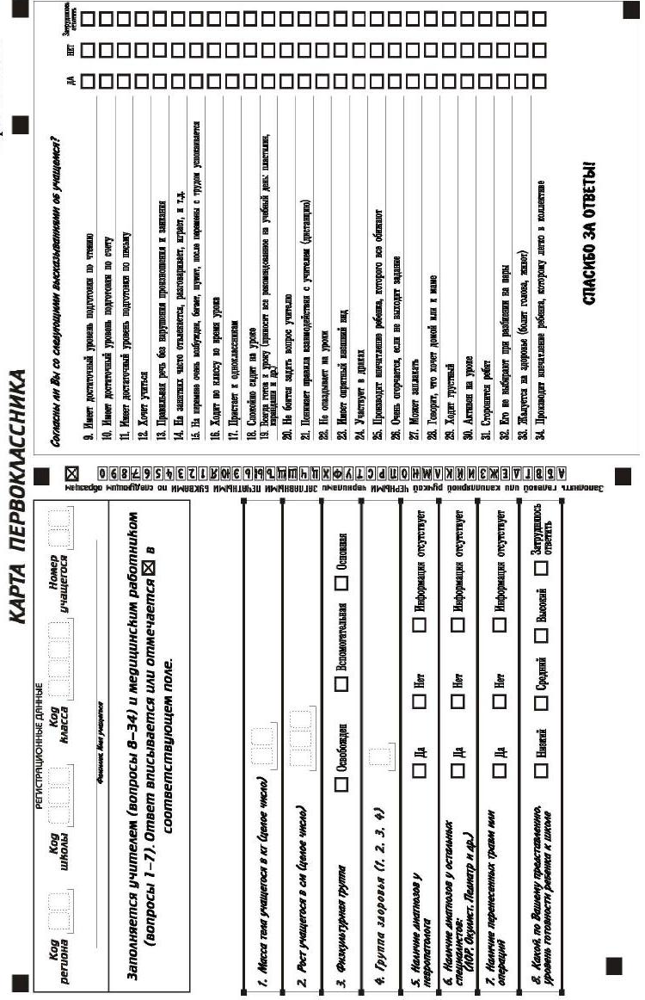 КАРТА ПЕРВОКЛАССНИКА
РЕГИСТРАЦИОННЫЕ ДАННЫЕ
Код региона
Код школы
Код класса
Номер учащегося
Фамилия, Имя учащегося
Заполняется учителем (вопросы 8–34) и медицинским работником
(вопросы 1–7). Ответ вписывается или отмечается ☒ в
соответствующем поле.
1. Масса тела учащегося в кг (целое число)
2. Рост учащегося в см (целое число)
3. Физкультурная группа
Освобожден Вспомогательная Основная
4. Группа здоровья (1, 2, 3, 4)
5. Наличие диагнозов у
невропатолога
Да Нет Информация отсутствует
6. Наличие диагнозов у остальных
специалистов:
(ЛОР, Окулист, Педиатр и др.)
Да Нет Информация отсутствует
7. Наличие перенесенных травм или
операций
Да Нет Информация отсутствует
8. Какой, по Вашему представлению,
уровень готовности ребенка к школе
Низкий Средний Высокий Затрудняюсь
ответить
Заполнять гелевой или капиллярной ручкой ЧЕРНЫМИ чернилами ЗАГЛАВНЫМИ ПЕЧАТНЫМИ БУКВАМИ по следующим образцам
А Б В Г Д Е Ж З И Й К Л М Н О П Р С Т У Ф Х Ц Ч Ш Щ Ъ Ы Ь Э Ю Я 1 2 3 4 5 6 7 8 9 0 ☒
Согласны ли Вы со следующими высказываниями об учащемся?
ДА НЕТ Затрудняюсь
ответить
9. Имеет достаточный уровень подготовки по чтению
10. Имеет достаточный уровень подготовки по счету
11. Имеет достаточный уровень подготовки по письму
12. Хочет учиться
13. Правильная речь без нарушения произношения и заикания
14. На занятиях часто отвлекается, разговаривает, играет, и т.д.
15. На перемене очень возбужден, бегает, шумит, после перемены с трудом успокаивается
16. Ходит по классу во время урока
17. Пристает к одноклассникам
18. Спокойно сидит на уроке
19. Всегда готов к уроку (приносит все рекомендованное на учебный день: пластилин,
карандаши и др.)
20. Не боится задать вопрос учителю
21. Понимает правила взаимодействия с учителем (дистанцию)
22. Не опаздывает на уроки
23. Имеет опрятный внешний вид
24. Участвует в драках
25. Производит впечатление ребенка, которого все обижают
26. Очень огорчается, если не выходит задание
27. Может заплакать
28. Говорит, что хочет домой или к маме
29. Ходит грустный
30. Активен на уроке
31. Сторонится ребят
32. Его не выбирают при разбиении на пары
33. Жалуется на здоровье (болит голова, живот)
34. Производит впечатление ребенка, которому легко в коллективе
СПАСИБО ЗА ОТВЕТЫ!